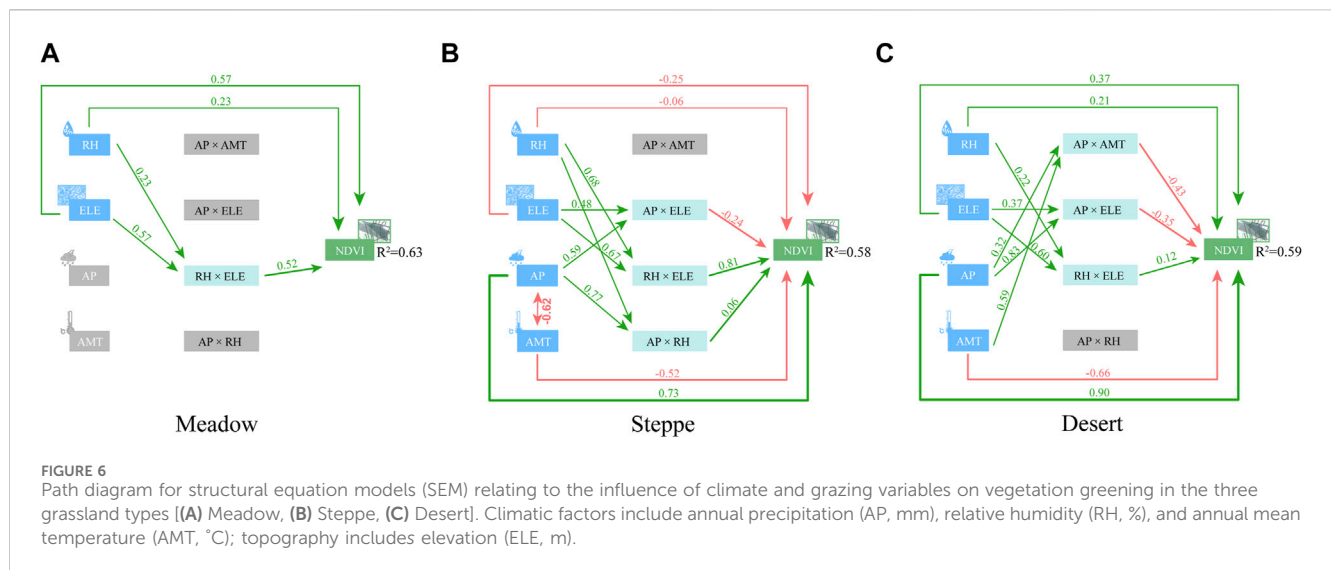 A
0.57
0.23
RH
AP × AMT
0.23
ELE
AP × ELE
0.57
NDVI
R²=0.63
AP
RH × ELE
0.52
AMT
AP × RH
Meadow
B
-0.25
-0.06
RH
AP × AMT
0.68
ELE
0.48
AP × ELE
-0.24
0.59
0.67
NDVI
R²=0.58
AP
RH × ELE
0.81
0.77
0.06
-0.62
AMT
AP × RH
-0.52
0.73
Steppe
C
0.37
0.21
RH
AP × AMT
0.22
-0.43
ELE
0.37
AP × ELE
-0.35
0.32
0.83
0.60
NDVI
R²=0.59
AP
RH × ELE
0.12
0.59
AMT
AP × RH
-0.66
0.90
Desert
FIGURE 6
Path diagram for structural equation models (SEM) relating to the influence of climate and grazing variables on vegetation greening in the three
grassland types [(A) Meadow, (B) Steppe, (C) Desert]. Climatic factors include annual precipitation (AP, mm), relative humidity (RH, %), and annual mean
temperature (AMT, °C); topography includes elevation (ELE, m).